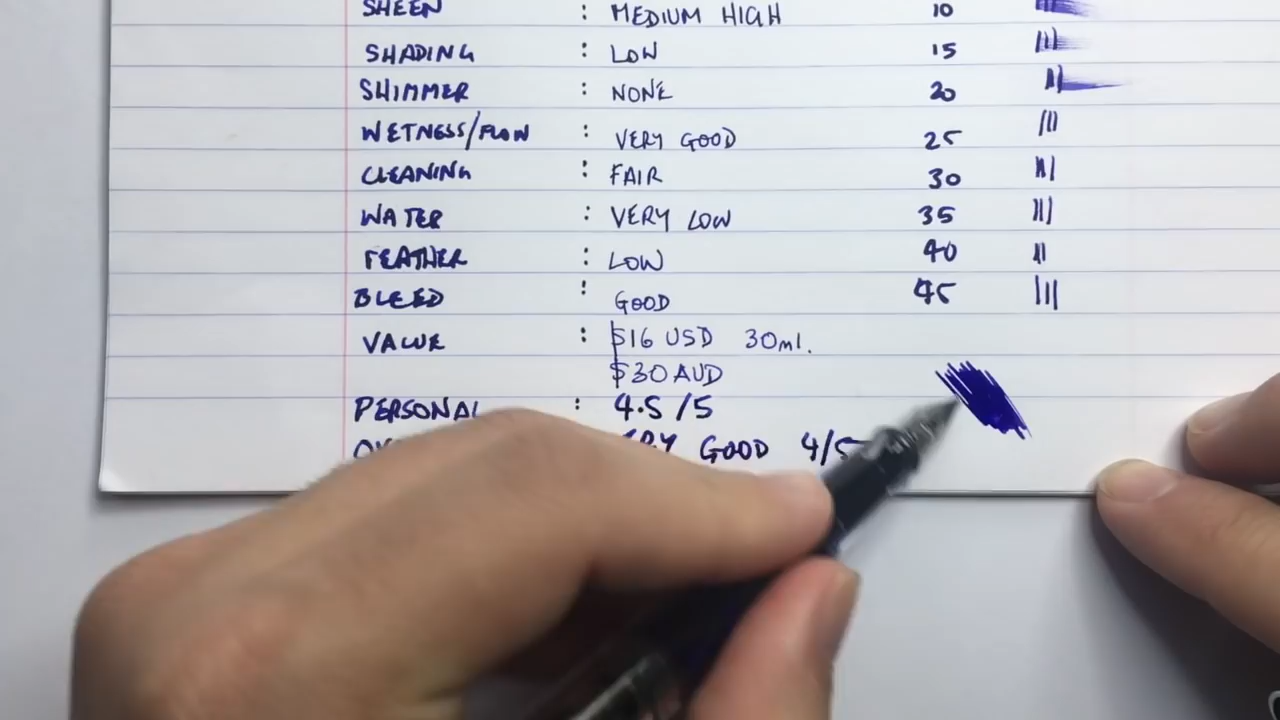 SHEEN : MEDIUM HIGH 10
SHADING : LOW 15
SHIMMER : NONE 20
WETNESS/FLOW : VERY GOOD 25
CLEANING : FAIR 30
WATER : VERY LOW 35
FEATHER : LOW 40
BLEED : GOOD 45
VALUE : $16 USD 30ml.
$30 AUD
PERSONAL : 4.5/5
GOOD 4/5